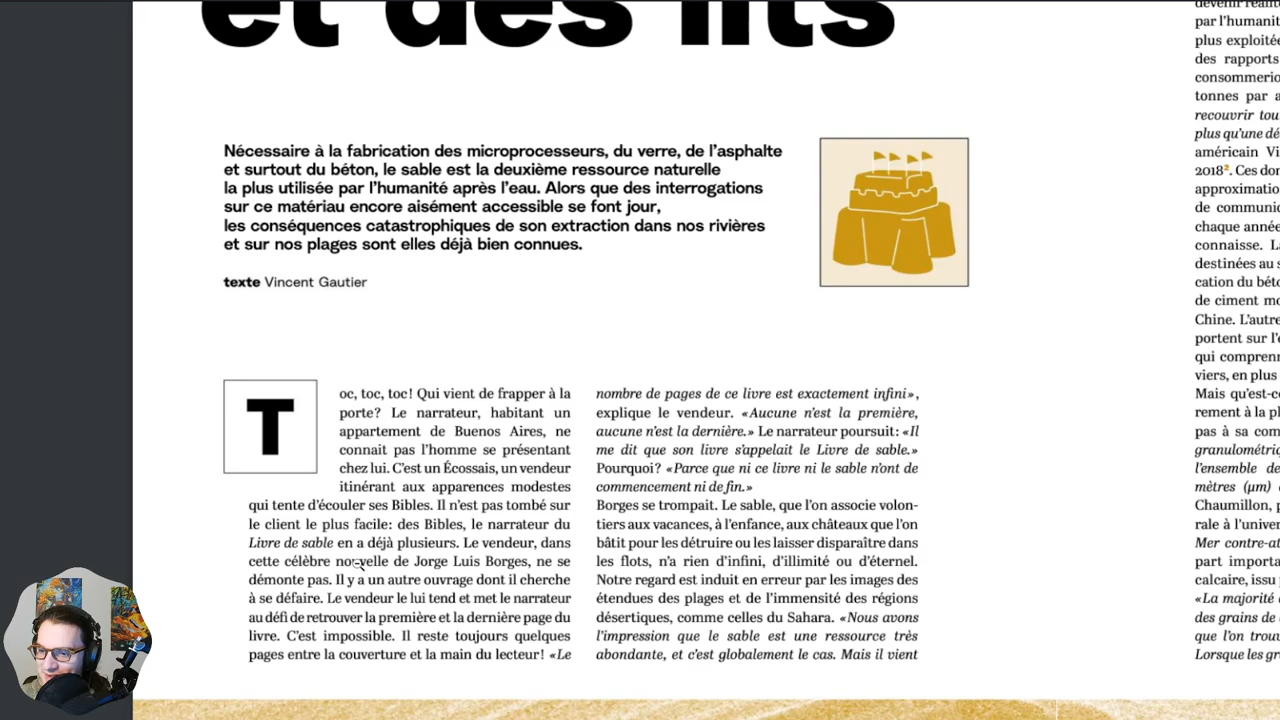 et des lits
Nécessaire à la fabrication des microprocesseurs, du verre, de l'asphalte
et surtout du béton, le sable est la deuxième ressource naturelle
la plus utilisée par l'humanité après l'eau. Alors que des interrogations
sur ce matériau encore aisément accessible se font jour,
les conséquences catastrophiques de son extraction dans nos rivières
et sur nos plages sont elles déjà bien connues.
texte Vincent Gautier
Toc, toc, toc! Qui vient de frapper à la
porte? Le narrateur, habitant un
appartement de Buenos Aires, ne
connait pas l'homme se présentant
chez lui. C'est un Écossais, un vendeur
itinérant aux apparences modestes
qui tente d'écouler ses Bibles. Il n'est pas tombé sur
le client le plus facile: des Bibles, le narrateur du
Livre de sable en a déjà plusieurs. Le vendeur, dans
cette célèbre nouvelle de Jorge Luis Borges, ne se
démonte pas. Il y a un autre ouvrage dont il cherche
à se défaire. Le vendeur le lui tend et met le narrateur
au défi de retrouver la première et la dernière page du
livre. C'est impossible. Il reste toujours quelques
pages entre la couverture et la main du lecteur! «Le
nombre de pages de ce livre est exactement infini»,
explique le vendeur. «Aucune n'est la première,
aucune n'est la dernière.» Le narrateur poursuit: «Il
me dit que son livre s'appelait le Livre de sable.»
Pourquoi? «Parce que ni ce livre ni le sable n'ont de
commencement ni de fin.»
Borges se trompait. Le sable, que l'on associe volon-
tiers aux vacances, à l'enfance, aux châteaux que l'on
bâtit pour les détruire ou les laisser disparaître dans
les flots, n'a rien d'infini, d'illimité ou d'éternel.
Notre regard est induit en erreur par les images des
étendues des plages et de l'immensité des régions
désertiques, comme celles du Sahara. «Nous avons
l'impression que le sable est une ressource très
abondante, et c'est globalement le cas. Mais il vient
devenir
par l'humanit
plus exploitée
des rapports
consommerio
tonnes par a
recouvrir tou
plus qu'une dé
américain Vi
2018². Ces don
approximatio
de communic
chaque année
connaisse. La
destinées au s
cation du béto
de ciment mo
Chine. L'autre
portent sur l'e
qui comprenn
viers, en plus
Mais qu'est-c
rement à la pl
pas à sa com
granulométriq
l'ensemble de
mètres (µm)
Chaumillon, p
rale à l'univer
Mer contre-at
part importa
calcaire, issu
«La majorité
des grains de
que l'on trouv
Lorsque les gr